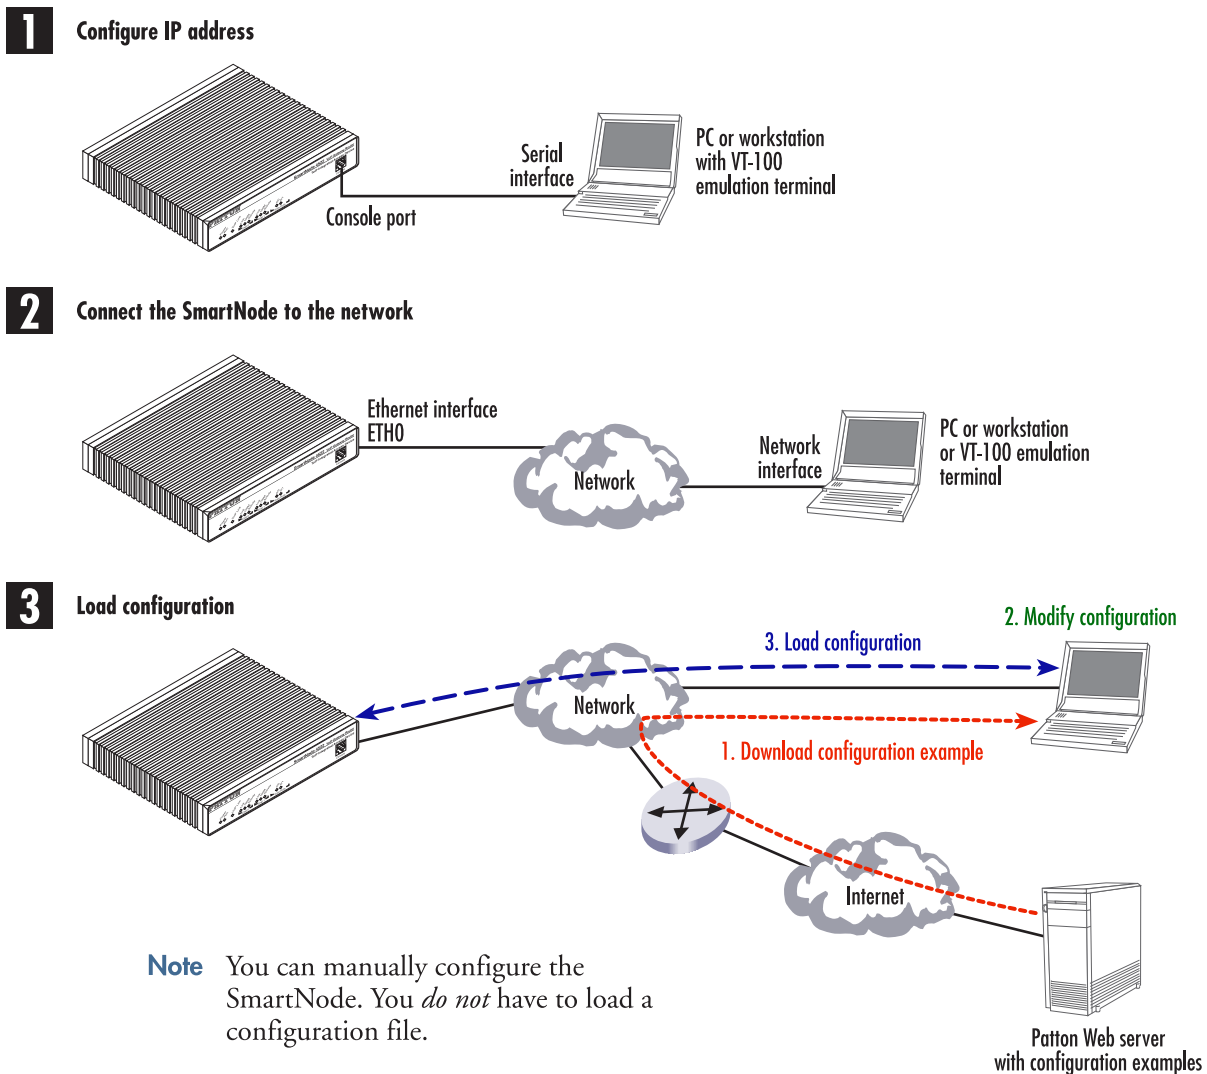 1 Configure IP address
Serial
interface
PC or workstation
with VT-100
emulation terminal
Console port
2 Connect the SmartNode to the network
Ethernet interface
ETH0
Network
Network
interface
PC or workstation
or VT-100 emulation
terminal
3 Load configuration
2. Modify configuration
3. Load configuration
Network
1. Download configuration example
Internet
Note You can manually configure the
SmartNode. You do not have to load a
configuration file.
Patton Web server
with configuration examples